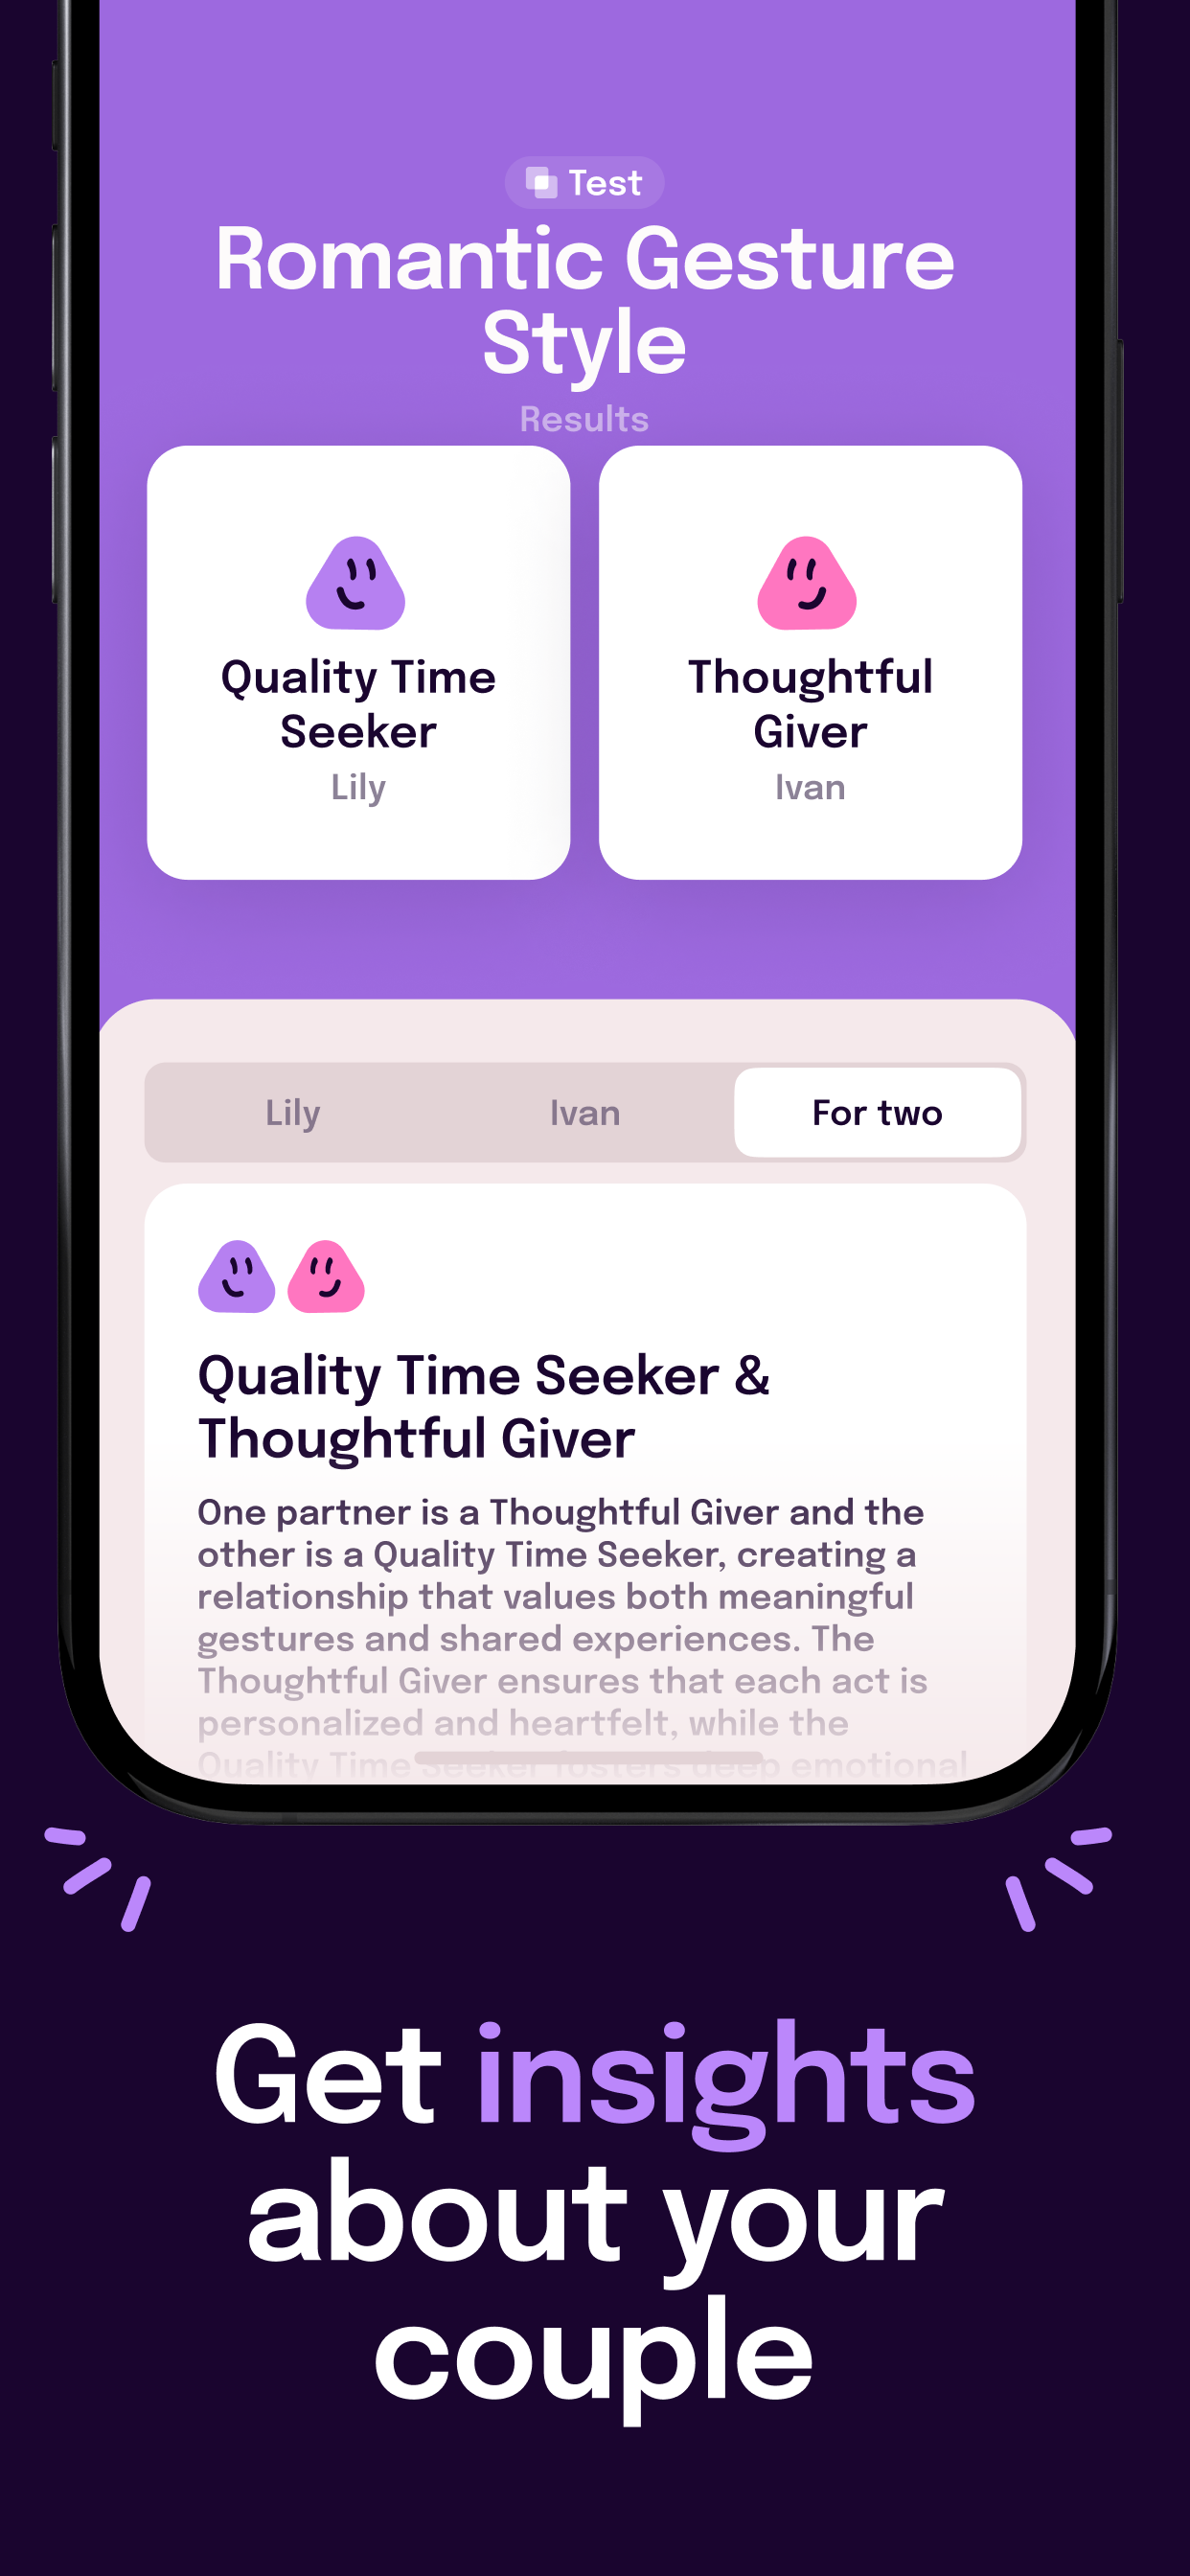 Test
Romantic Gesture
Style
Results
Quality Time
Seeker
Lily
Thoughtful
Giver
Ivan
Lily
Ivan
For two
Quality Time Seeker &
Thoughtful Giver
One partner is a Thoughtful Giver and the
other is a Quality Time Seeker, creating a
relationship that values both meaningful
gestures and shared experiences. The
Thoughtful Giver ensures that each act is
personalized and heartfelt, while the
Quality Time Seeker fosters deep emotional
Get insights
about your
couple